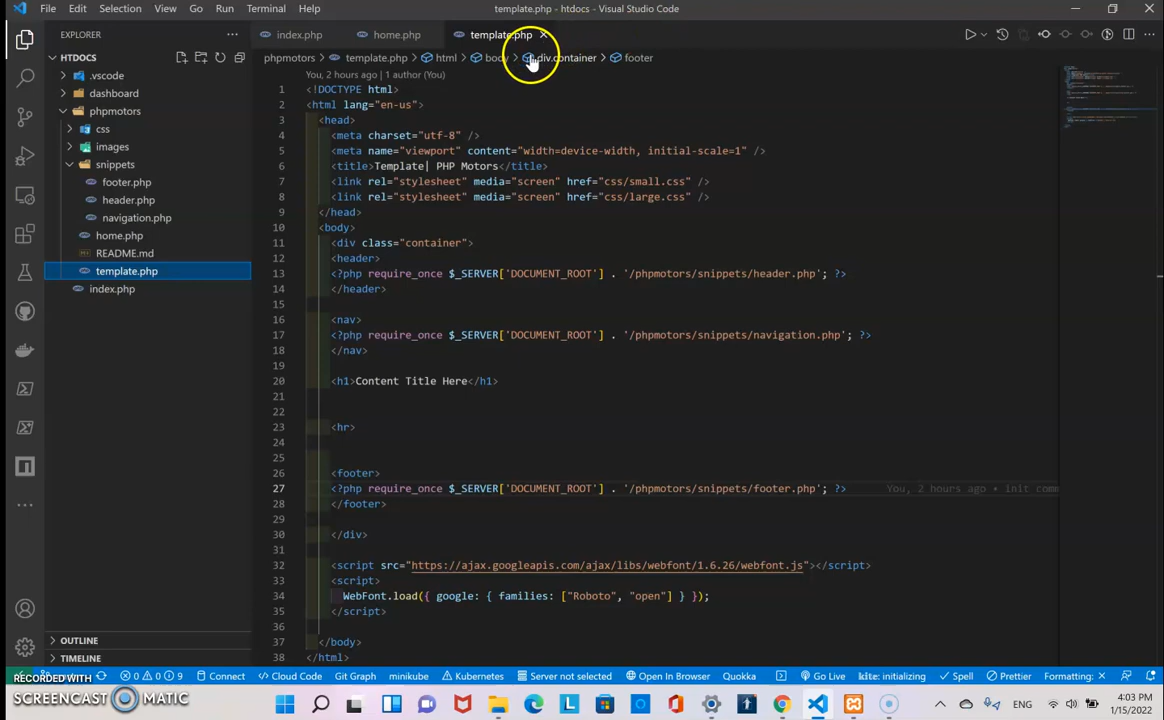 File Edit Selection View Go Run Terminal Help
template.php - htdocs - Visual Studio Code
EXPLORER
index.php
home.php
template.php
HTDOCS
phpmotors > template.php > html > body > div.container > footer
.vscode
dashboard
phpmotors
css
images
snippets
footer.php
header.php
navigation.php
home.php
README.md
template.php
index.php
OUTLINE
TIMELINE
You, 2 hours ago | 1 author (You)
1 <!DOCTYPE html>
2 <html lang="en-us">
3 <head>
4 <meta charset="utf-8" />
5 <meta name="viewport" content="width=device-width, initial-scale=1" />
6 <title>Template| PHP Motors</title>
7 <link rel="stylesheet" media="screen" href="css/small.css" />
8 <link rel="stylesheet" media="screen" href="css/large.css" />
9 </head>
10 <body>
11 <div class="container">
12 <header>
13 <?php require_once $_SERVER['DOCUMENT_ROOT'] . '/phpmotors/snippets/header.php'; ?>
14 </header>
15
16 <nav>
17 <?php require_once $_SERVER['DOCUMENT_ROOT'] . '/phpmotors/snippets/navigation.php'; ?>
18 </nav>
19
20 <h1>Content Title Here</h1>
21
22
23 <hr>
24
25
26 <footer>
27 <?php require_once $_SERVER['DOCUMENT_ROOT'] . '/phpmotors/snippets/footer.php'; ?> You, 2 hours ago • init comm
28 </footer>
29
30 </div>
31
32 <script src="https://ajax.googleapis.com/ajax/libs/webfont/1.6.26/webfont.js"></script>
33 <script>
34 WebFont.load({ google: { families: ["Roboto", "open"] } });
35 </script>
36
37 </body>
38 </html>
0 0 9 Connect Cloud Code Git Graph minikube Kubernetes Server not selected Quokka Open In Browser Go Live kite: initializing Spell Prettier Formatting:
RECORDED WITH
SCREENCAST MATIC
ENG
4:03 PM
1/15/2022